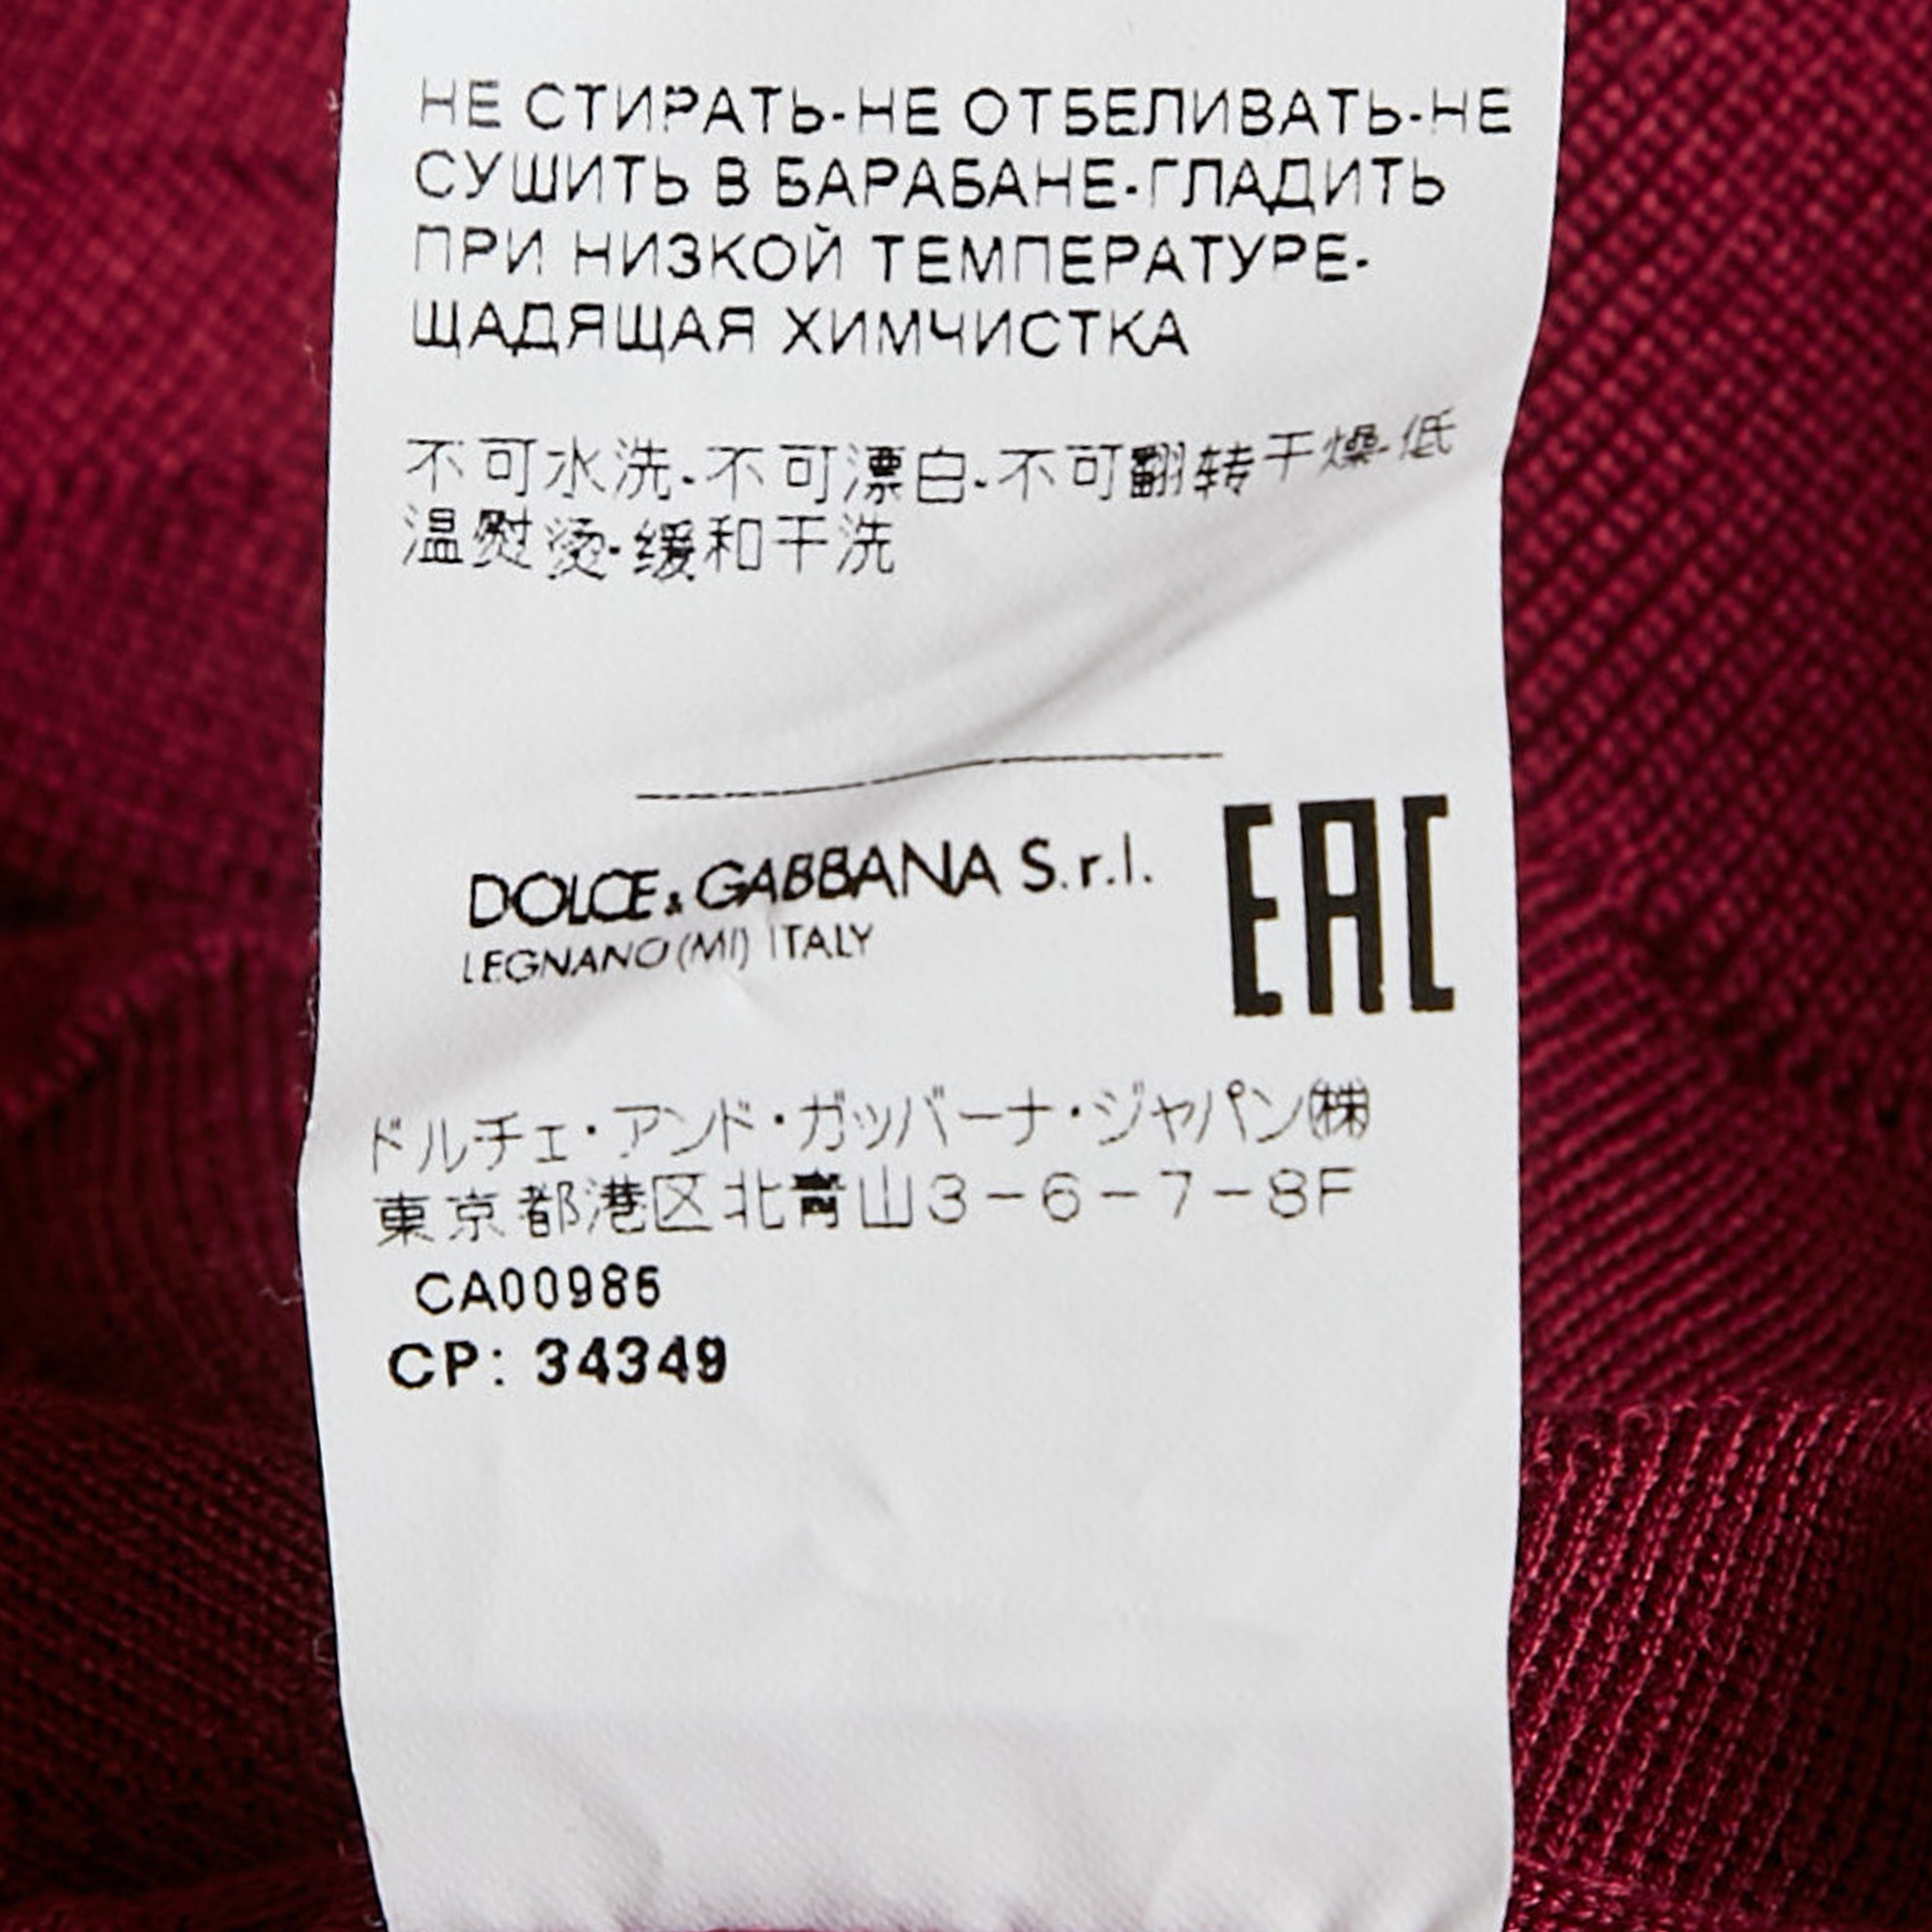 НЕ СТИРАТЬ-НЕ ОТБЕЛИВАТЬ-НЕ
СУШИТЬ В БАРАБАНЕ-ГЛАДИТЬ
ПРИ НИЗКОЙ ТЕМПЕРАТУРЕ-
ЩАДЯЩАЯ ХИМЧИСТКА
不可水洗-不可漂白-不可翻转干燥-低
温熨烫-缓和干洗
DOLCE & GABBANA S.r.l.
LEGNANO (MI) ITALY
EAC
ドルチェ・アンド・ガッバーナ・ジャパン㈱
東京都港区北青山3-6-7-8F
CA00986
CP: 34349